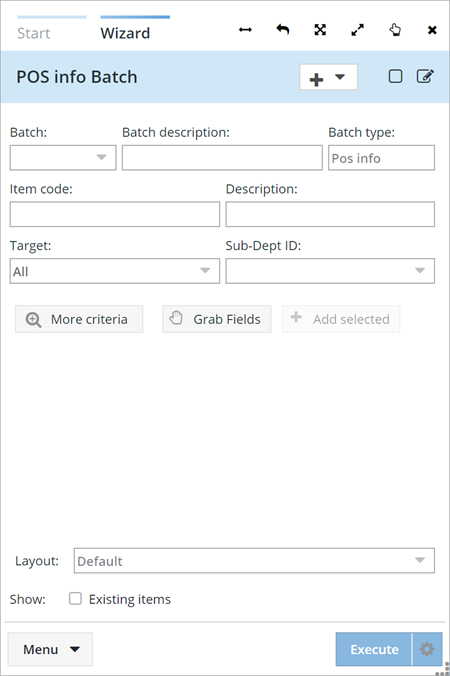 Start Wizard
POS info Batch
Batch: Batch description: Batch type:
Pos info
Item code: Description:
Target: Sub-Dept ID:
All
More criteria Grab Fields Add selected
Layout: Default
Show: Existing items
Menu Execute